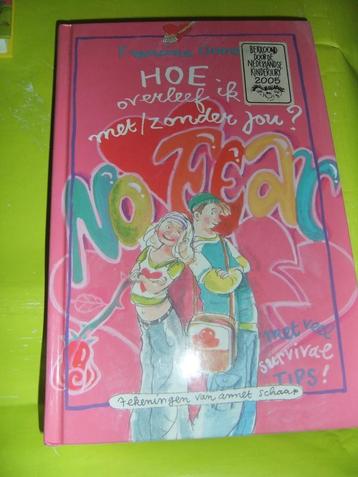 BEKROOND
DOOR DE
NEDERLANDSE
KINDERJURY
2005
HOE
overleef ik
met/zonder jou?
NO FEAR
met veel
survival
TIPS!
tekeningen van annet schaap